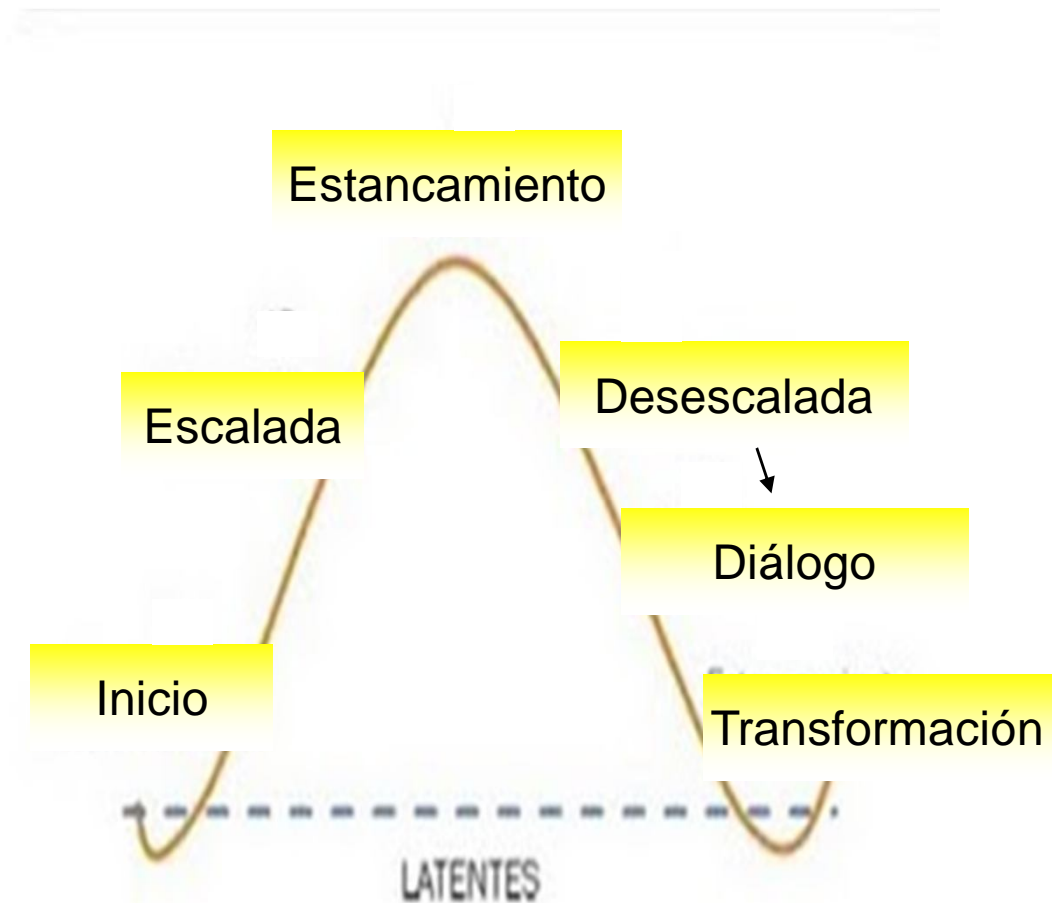 Estancamiento
Escalada
Desescalada
Diálogo
Inicio
Transformación
LATENTES